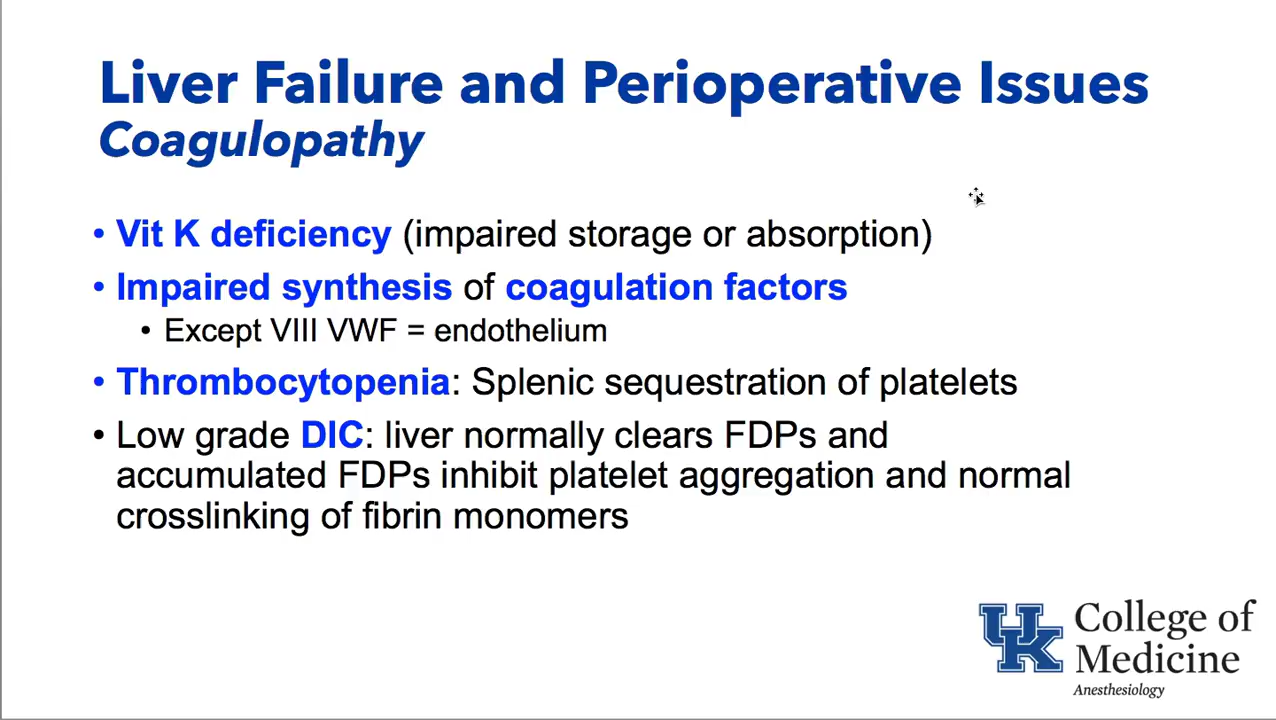 Liver Failure and Perioperative Issues
Coagulopathy
• Vit K deficiency (impaired storage or absorption)
• Impaired synthesis of coagulation factors
• Except VIII VWF = endothelium
• Thrombocytopenia: Splenic sequestration of platelets
• Low grade DIC: liver normally clears FDPs and
accumulated FDPs inhibit platelet aggregation and normal
crosslinking of fibrin monomers
UK
College of
Medicine
Anesthesiology